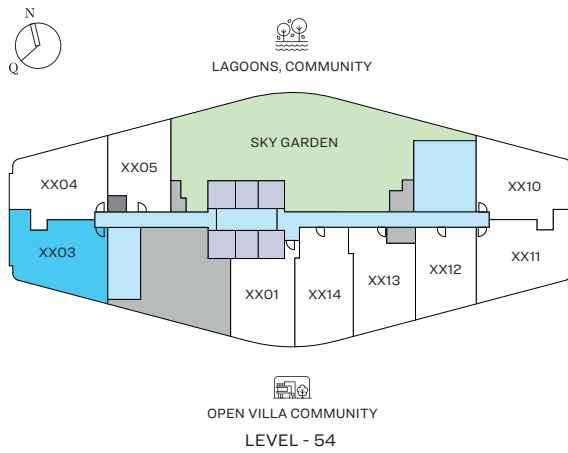 N
Q
LAGOONS, COMMUNITY
SKY GARDEN
XX04
XX05
XX10
XX03
XX01
XX14
XX13
XX12
XX11
OPEN VILLA COMMUNITY
LEVEL - 54